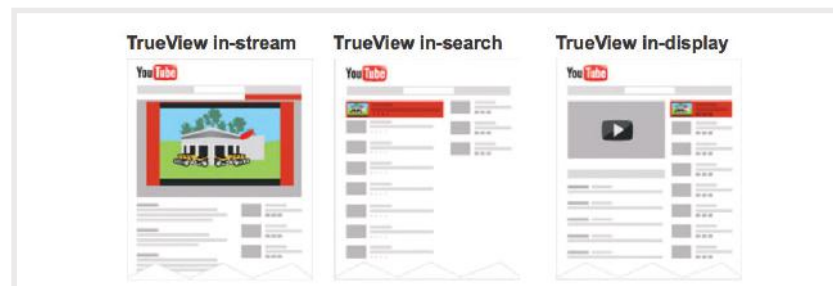 TrueView in-stream
TrueView in-search
TrueView in-display
YouTube
YouTube
YouTube